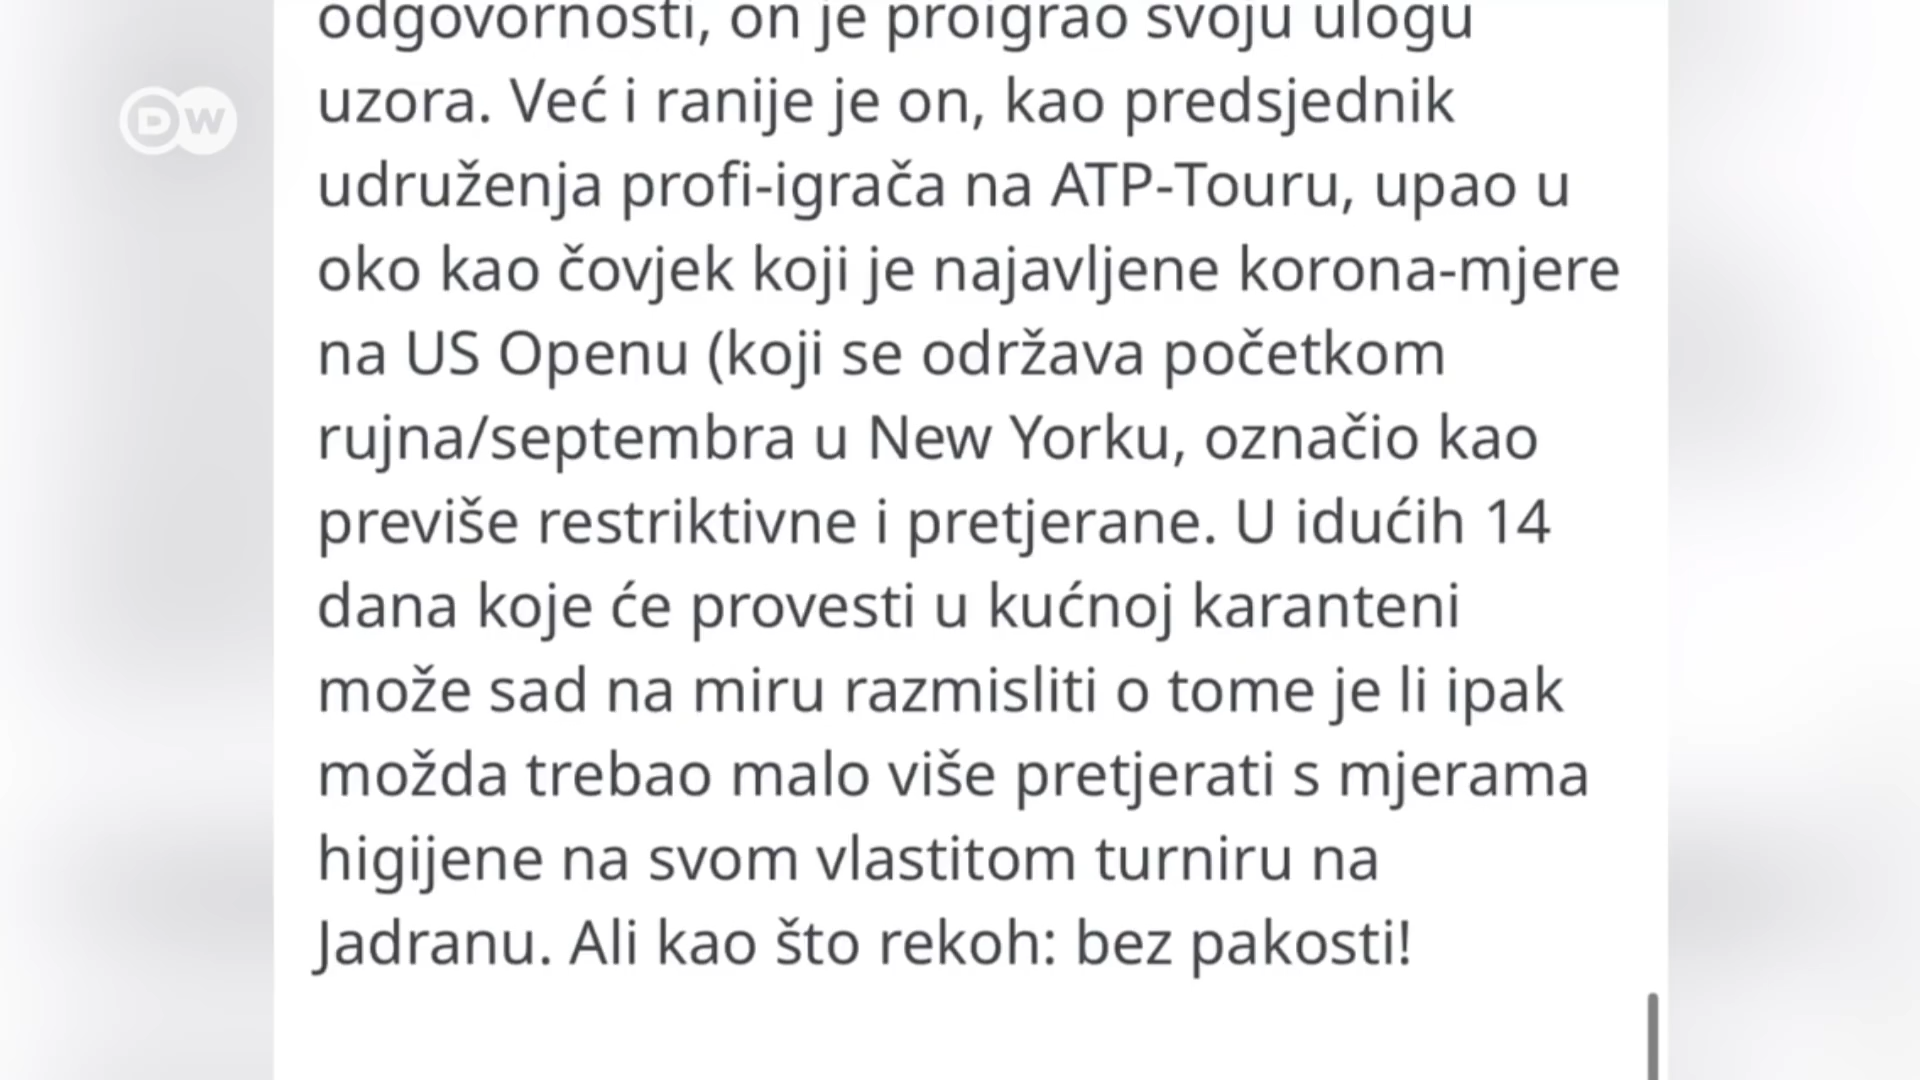 odgovornosti, on je proigrao svoju ulogu
DW
uzora. Već i ranije je on, kao predsjednik
udruženja profi-igrača na ATP-Touru, upao u
oko kao čovjek koji je najavljene korona-mjere
na US Openu (koji se održava početkom
rujna/septembra u New Yorku, označio kao
previše restriktivne i pretjerane. U idućih 14
dana koje će provesti u kućnoj karanteni
može sad na miru razmisliti o tome je li ipak
možda trebao malo više pretjerati s mjerama
higijene na svom vlastitom turniru na
Jadranu. Ali kao što rekoh: bez pakosti!